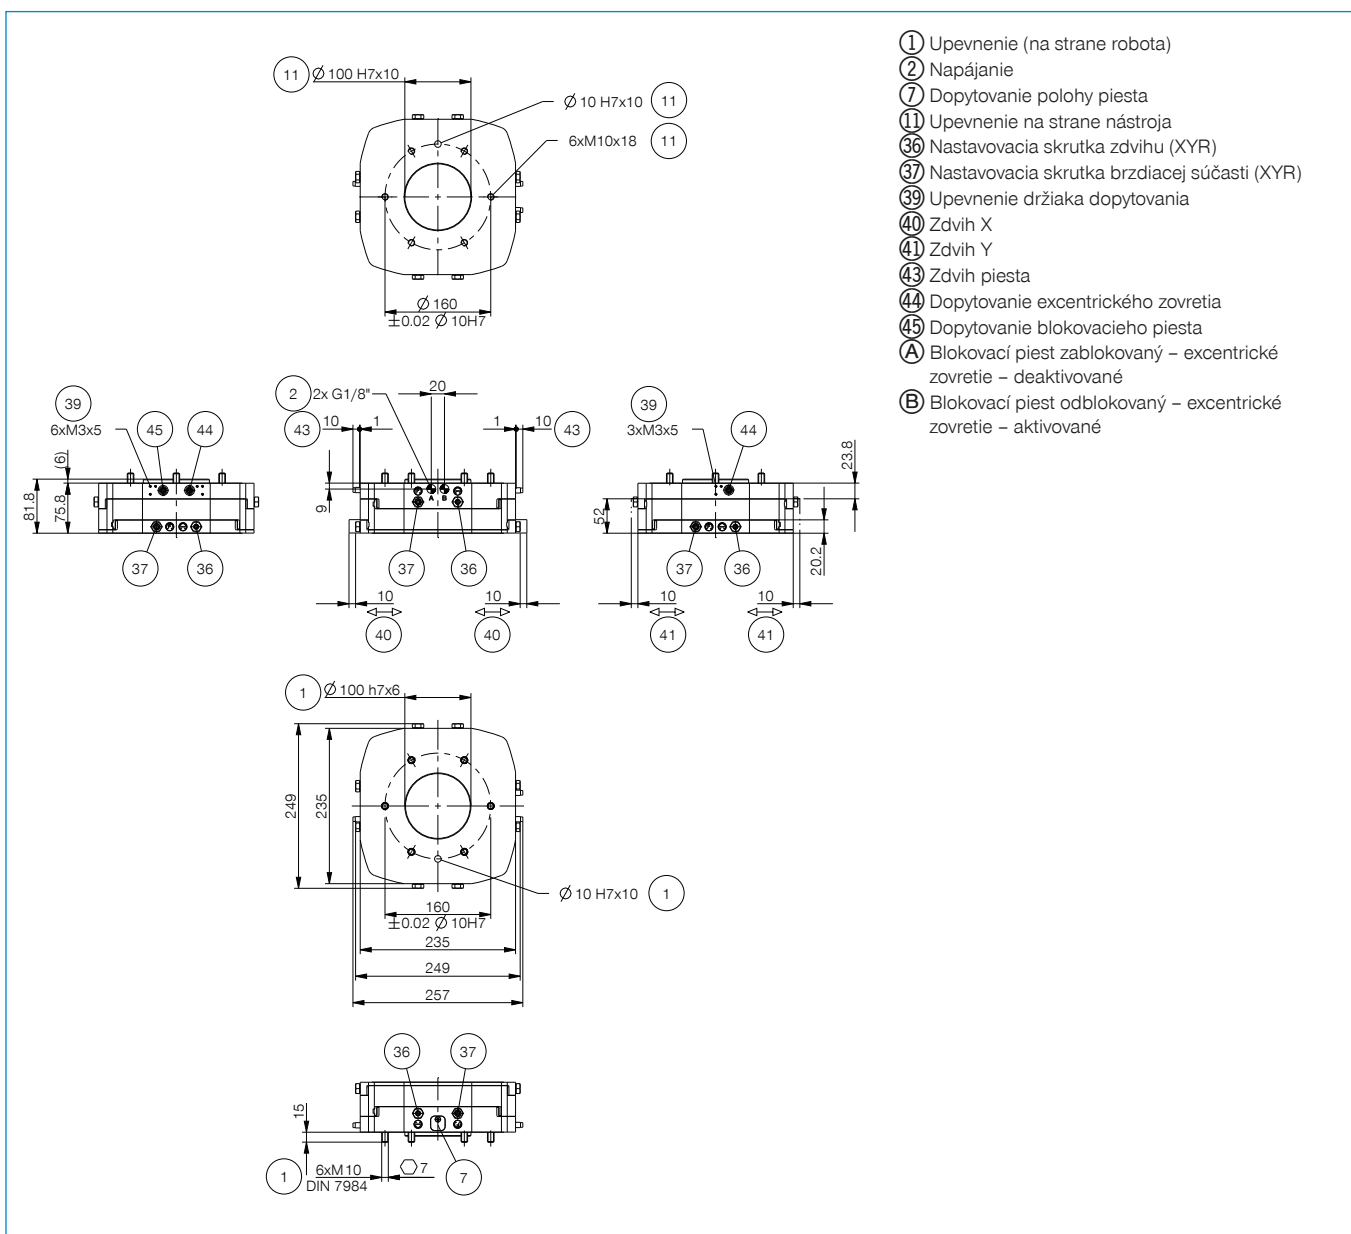 11 Ø 100 H7x10
Ø 10 H7x10 11
6xM10x18 11
Ø 160
±0.02 Ø 10H7
1 Upevnenie (na strane robota)
2 Napájanie
7 Dopytovanie polohy piesta
11 Upevnenie na strane nástroja
36 Nastavovacia skrutka zdvihu (XYR)
37 Nastavovacia skrutka brzdiacej súčasti (XYR)
39 Upevnenie držiaka dopytovania
40 Zdvih X
41 Zdvih Y
43 Zdvih piesta
44 Dopytovanie excentrického zovretia
45 Dopytovanie blokovacieho piesta
A Blokovací piest zablokovaný – excentrické
zovretie – deaktivované
B Blokovací piest odblokovaný – excentrické
zovretie – aktivované
39
6xM3x5 45 44
(6)
81.8
75.8
37 36
2 2x G1/8" 20
43 10 1 1 10 43
9
A B
37 36
10 10
40 40
39
3xM3x5 44
23.8
52
20.2
37 36
10 10
41 41
1 Ø 100 h7x6
249
235
Ø 10 H7x10 1
160
±0.02 Ø 10H7
235
249
257
36 37
15
1 6xM10 7 7
DIN 7984